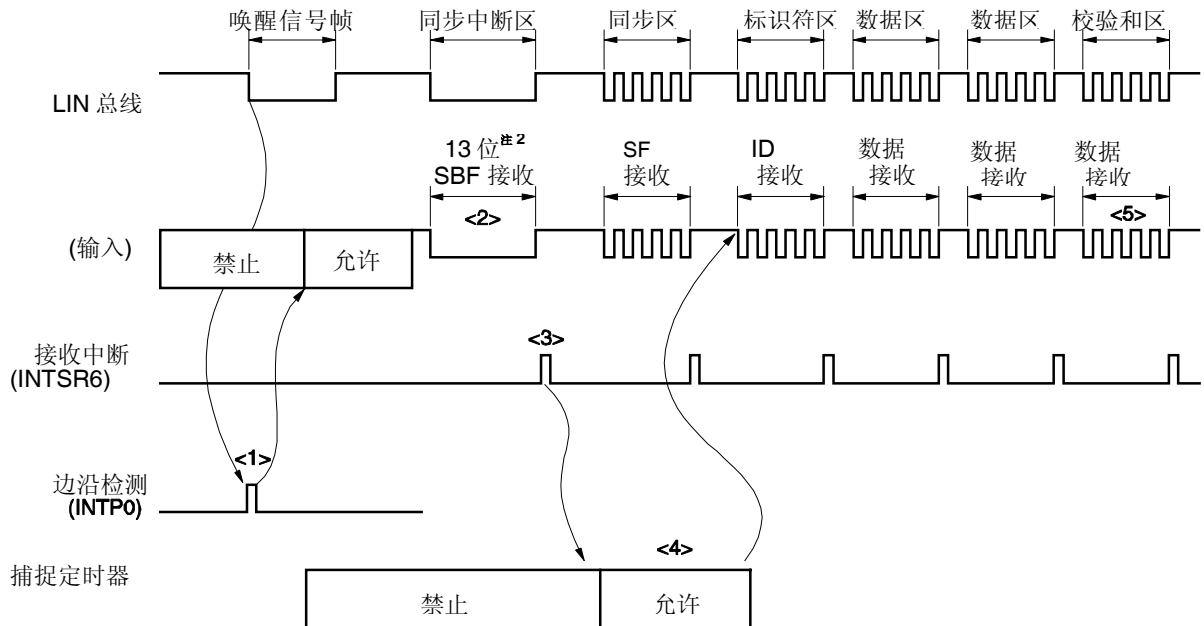 唤醒信号帧 同步中断区 同步区 标识符区 数据区 数据区 校验和区
LIN 总线
13 位注 2 SF ID 数据 数据 数据
SBF 接收 接收 接收 接收 接收 接收
<2> <5>
(输入)
禁止 允许
接收中断 <3>
(INTSR6)
<1>
边沿检测
(INTP0)
<4>
捕捉定时器
禁止 允许